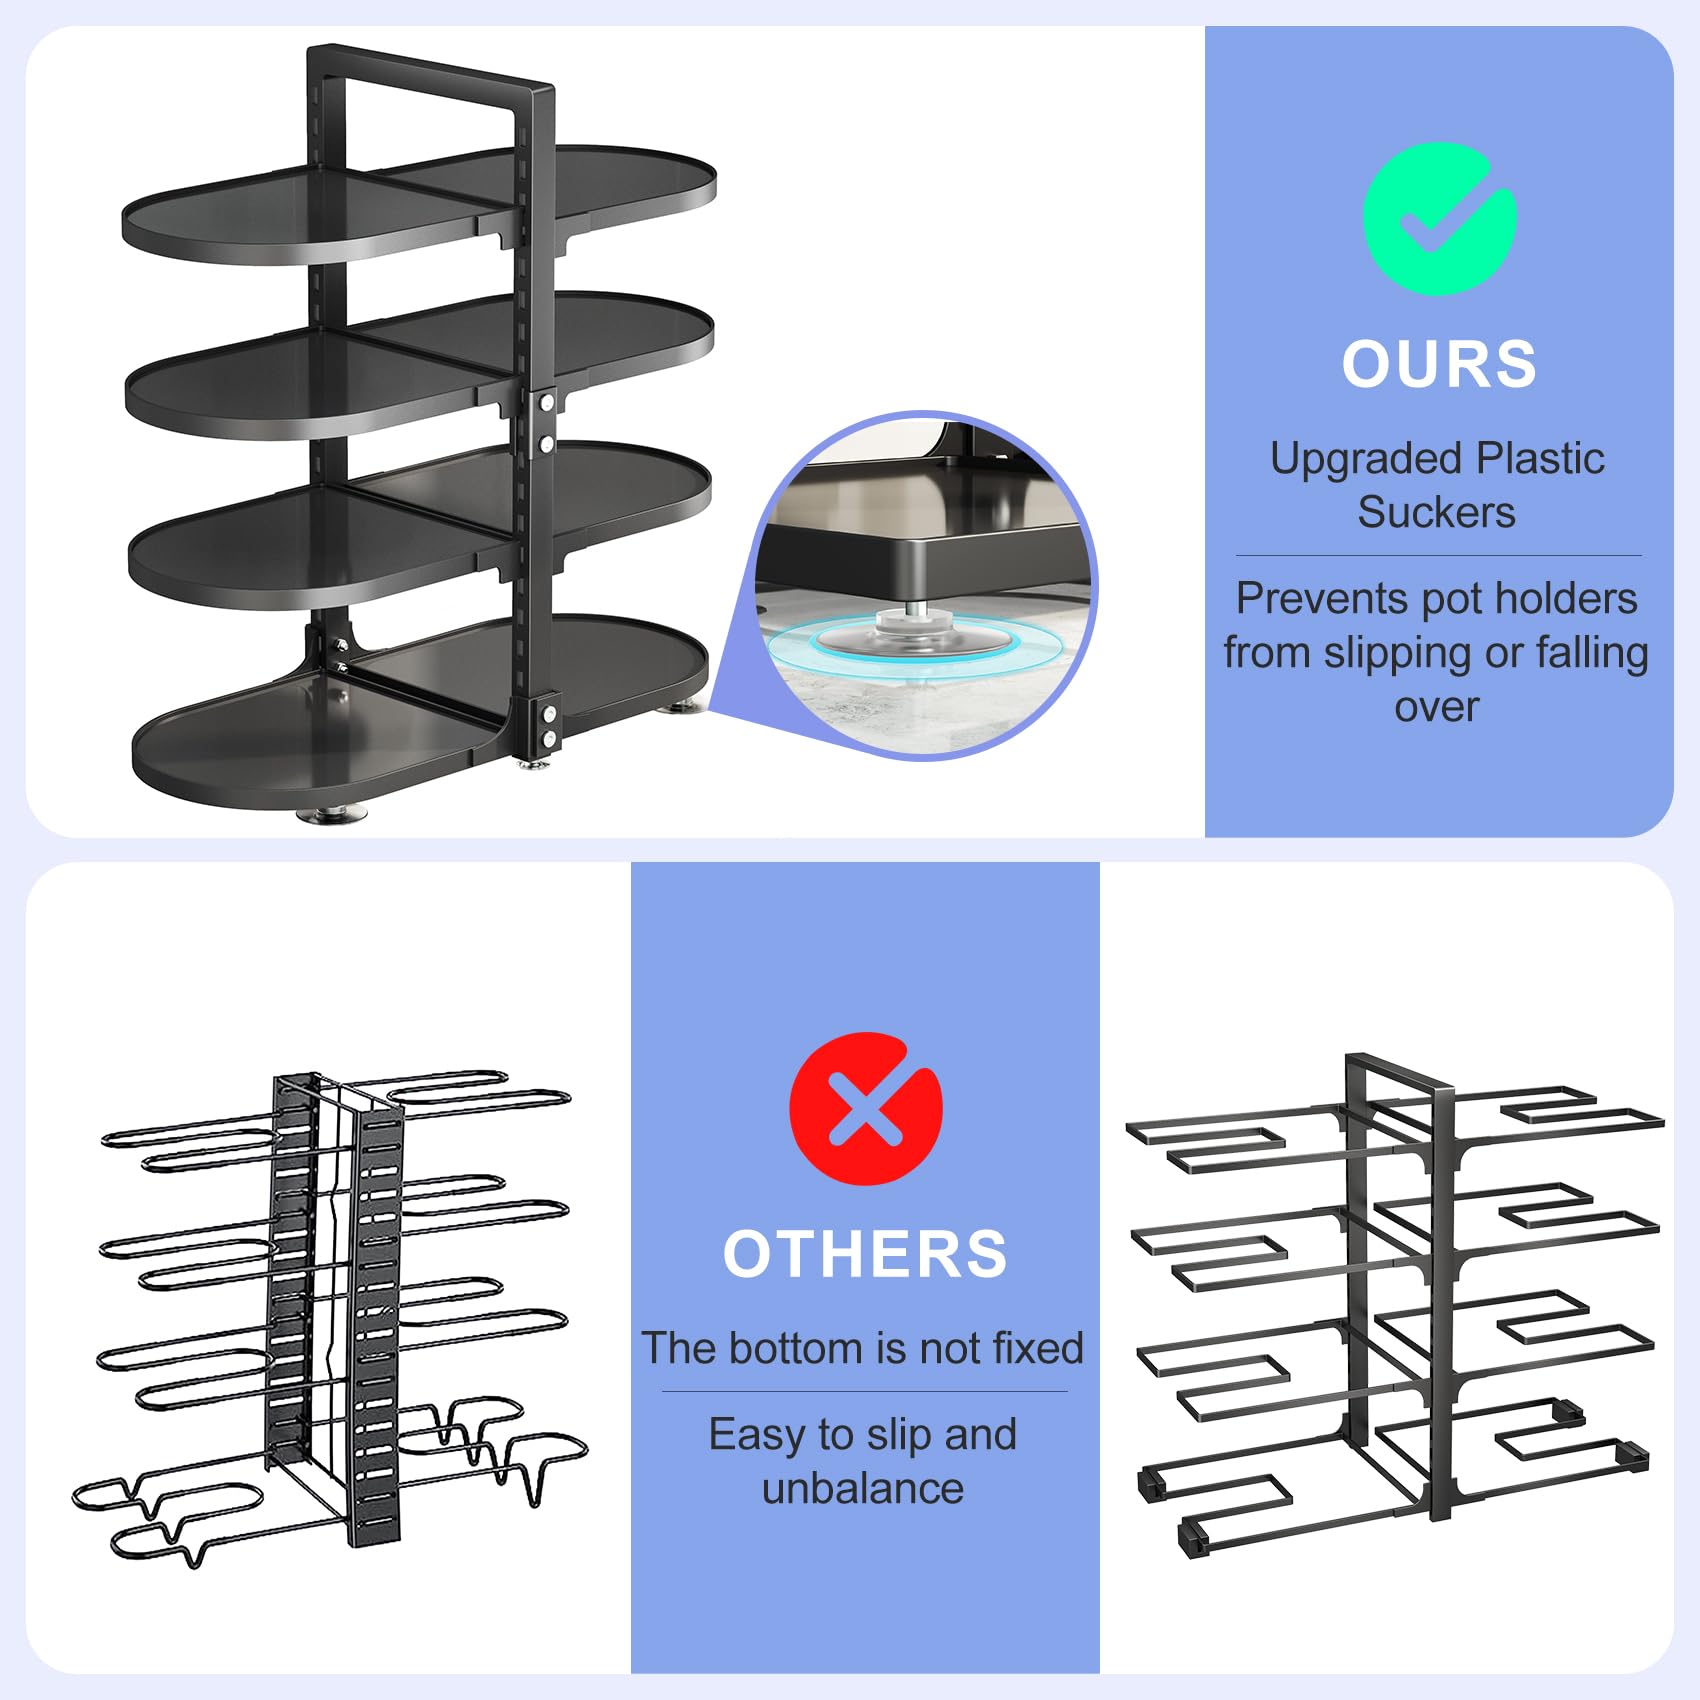 OURS
Upgraded Plastic
Suckers
Prevents pot holders
from slipping or falling
over
OTHERS
The bottom is not fixed
Easy to slip and
unbalance